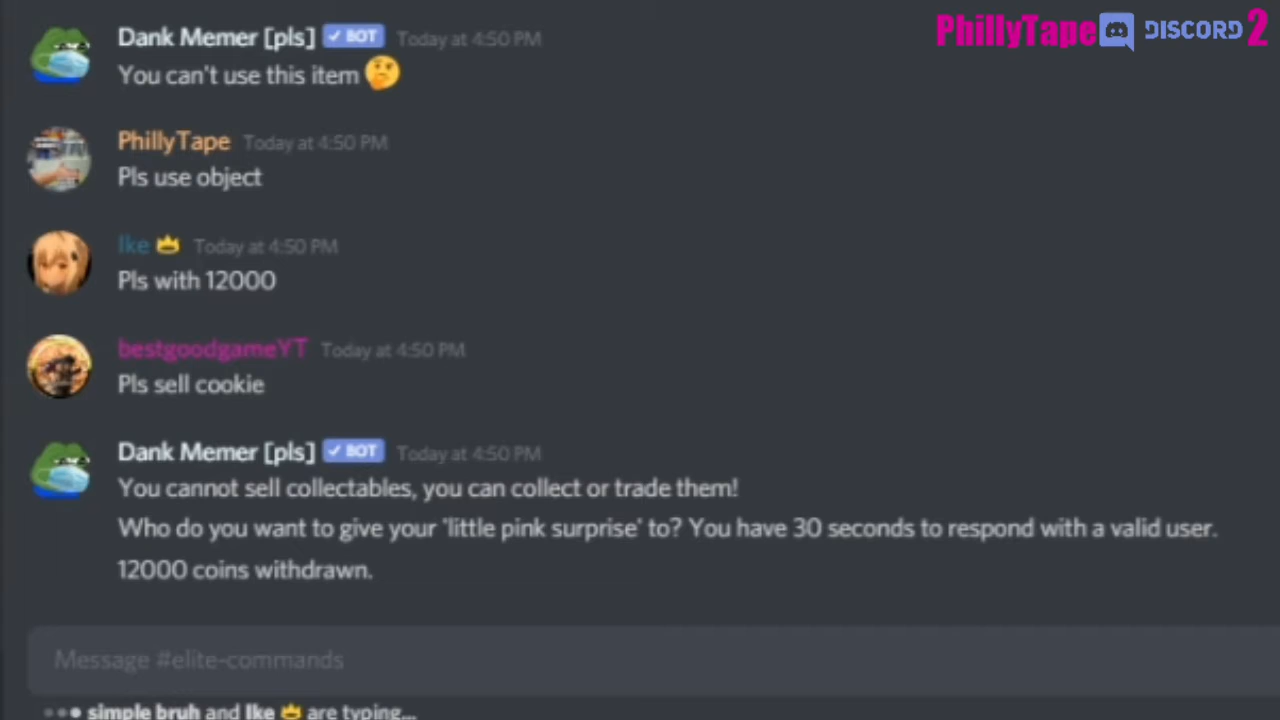 PhillyTape DISCORD 2
Dank Memer [pls] ✓ BOT Today at 4:50 PM
You can't use this item 🤔
PhillyTape Today at 4:50 PM
Pls use object
Ike 👑 Today at 4:50 PM
Pls with 12000
bestgoodgameYT Today at 4:50 PM
Pls sell cookie
Dank Memer [pls] ✓ BOT Today at 4:50 PM
You cannot sell collectables, you can collect or trade them!
Who do you want to give your 'little pink surprise' to? You have 30 seconds to respond with a valid user.
12000 coins withdrawn.
Message #elite-commands
simple bruh and Ike 👑 are typing...